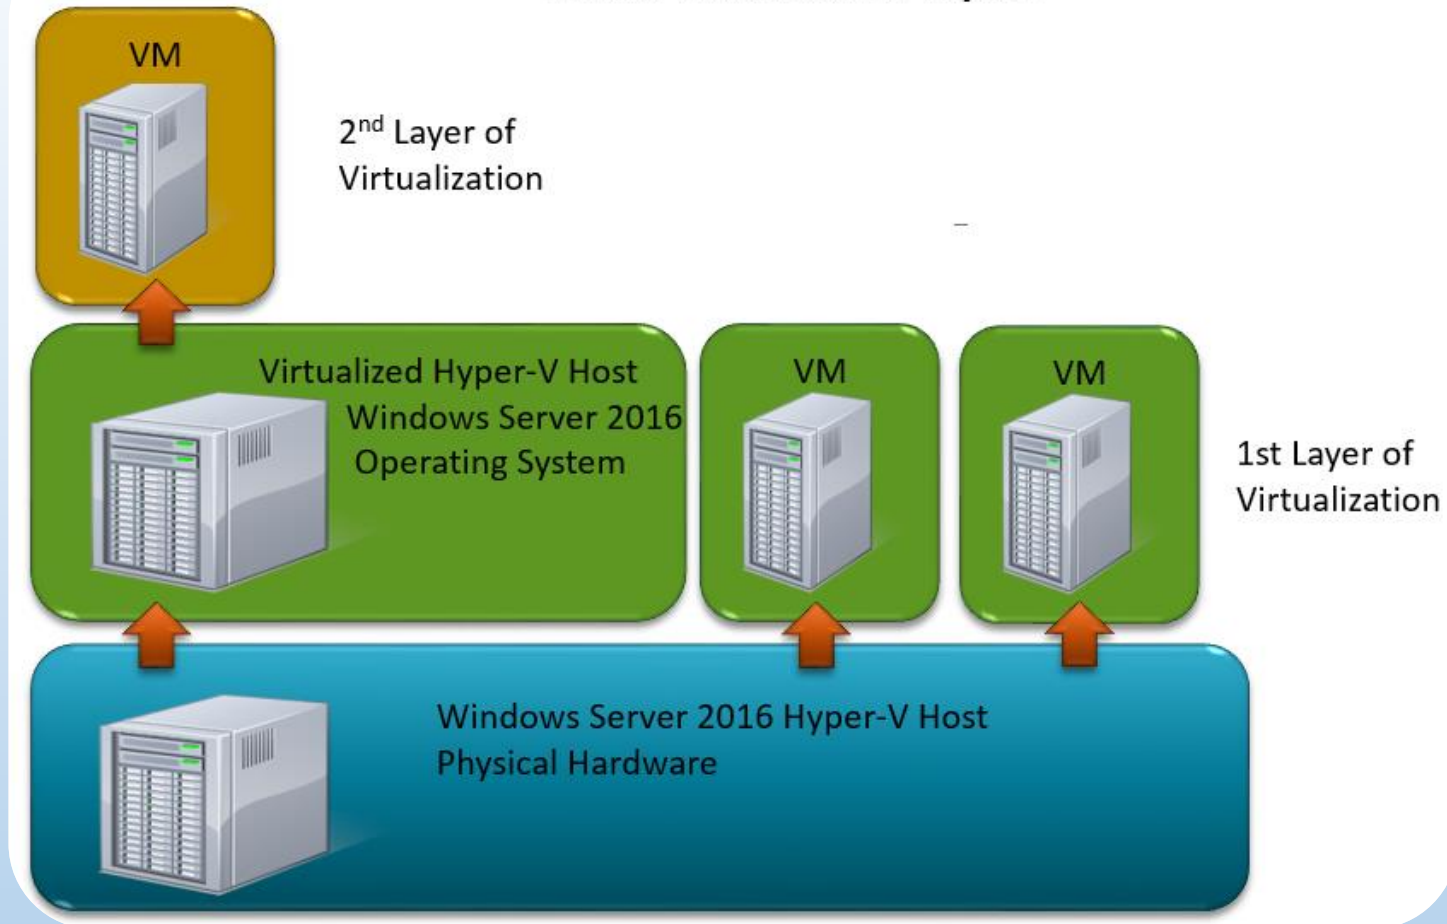 VM
2nd Layer of
Virtualization
Virtualized Hyper-V Host
Windows Server 2016
Operating System
VM
VM
1st Layer of
Virtualization
Windows Server 2016 Hyper-V Host
Physical Hardware